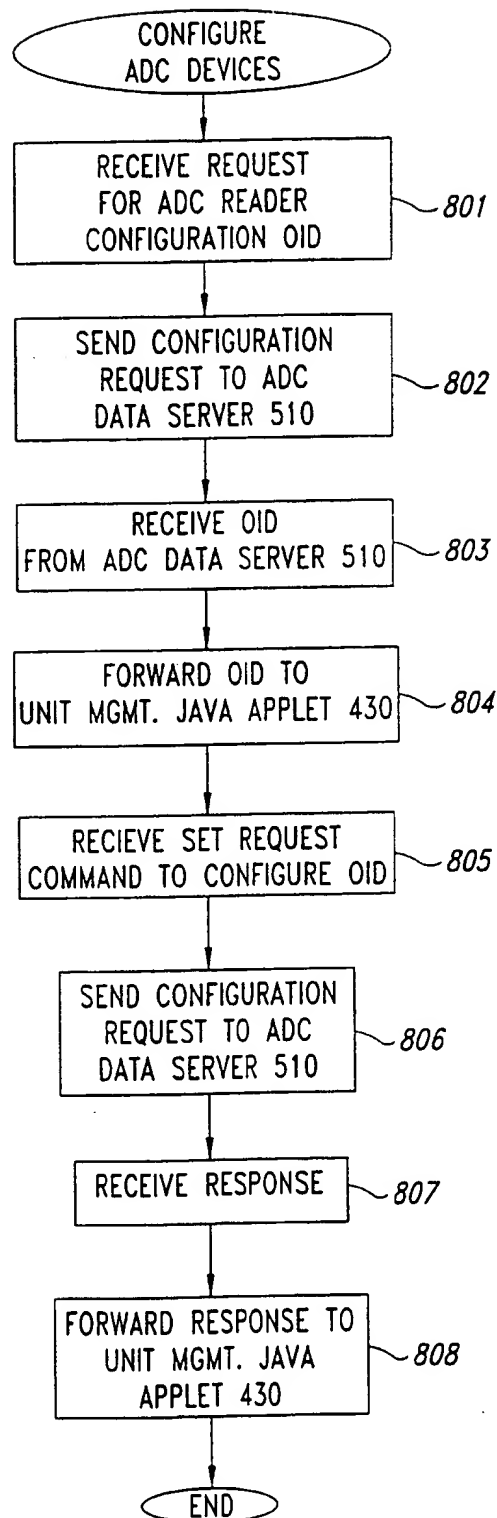 CONFIGURE
ADC DEVICES
RECEIVE REQUEST
FOR ADC READER
CONFIGURATION OID
801
SEND CONFIGURATION
REQUEST TO ADC
DATA SERVER 510
802
RECEIVE OID
FROM ADC DATA SERVER 510
803
FORWARD OID TO
UNIT MGMT. JAVA APPLET 430
804
RECIEVE SET REQUEST
COMMAND TO CONFIGURE OID
805
SEND CONFIGURATION
REQUEST TO ADC
DATA SERVER 510
806
RECEIVE RESPONSE
807
FORWARD RESPONSE TO
UNIT MGMT. JAVA
APPLET 430
808
END